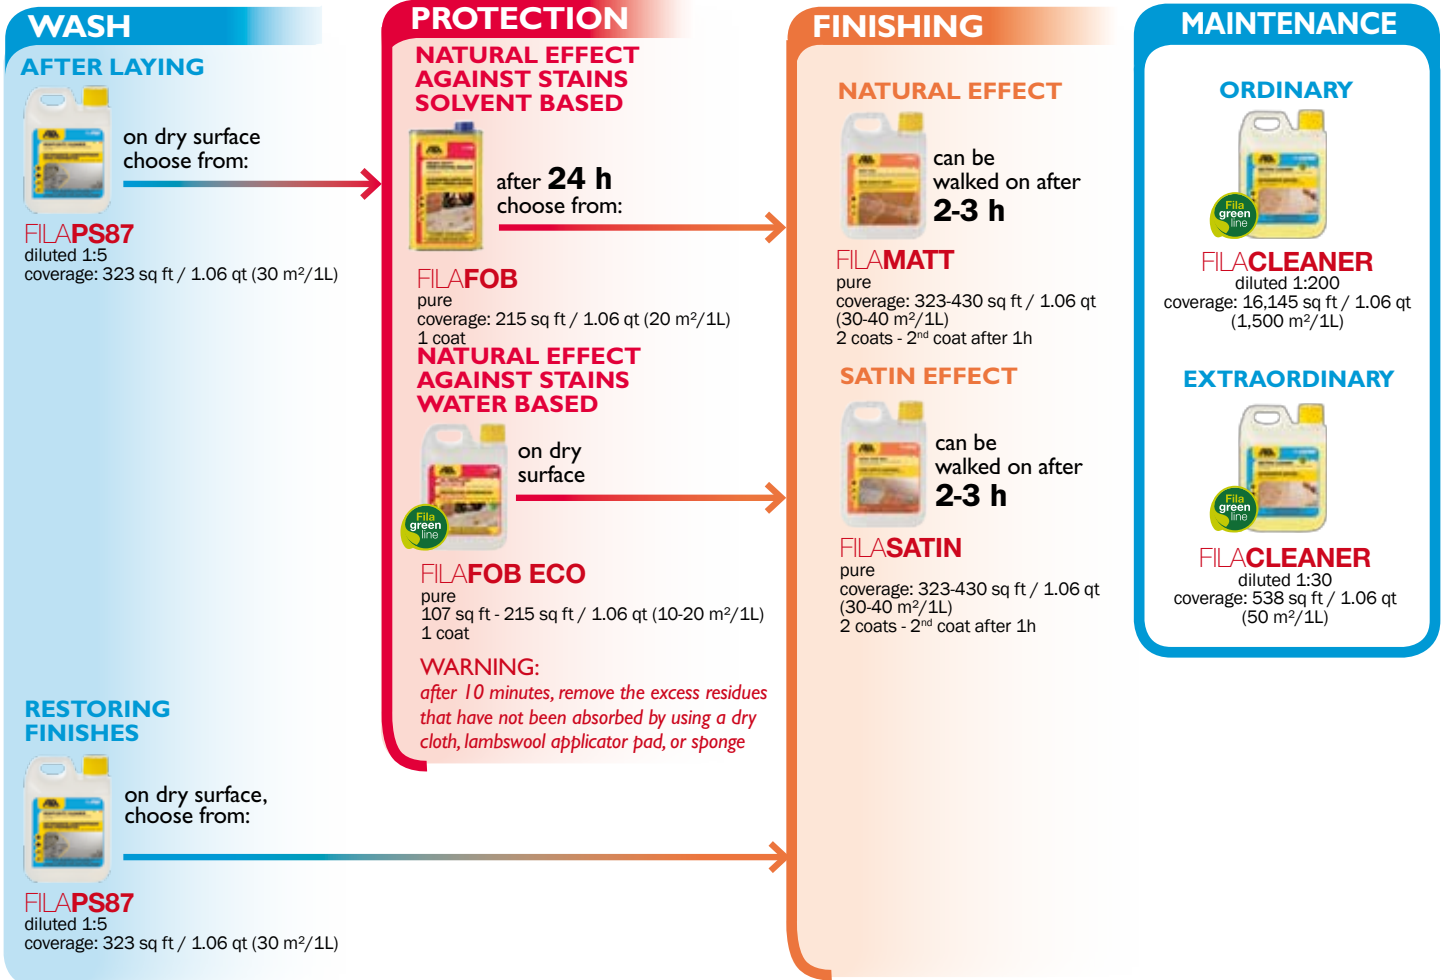 WASH
AFTER LAYING
on dry surface
choose from:
FILAPS87
diluted 1:5
coverage: 323 sq ft / 1.06 qt (30 m²/1L)
RESTORING
FINISHES
on dry surface,
choose from:
FILAPS87
diluted 1:5
coverage: 323 sq ft / 1.06 qt (30 m²/1L)
PROTECTION
NATURAL EFFECT
AGAINST STAINS
SOLVENT BASED
after 24 h
choose from:
FILAFOB
pure
coverage: 215 sq ft / 1.06 qt (20 m²/1L)
1 coat
NATURAL EFFECT
AGAINST STAINS
WATER BASED
on dry
surface
Fila
green
line
FILAFOB ECO
pure
107 sq ft - 215 sq ft / 1.06 qt (10-20 m²/1L)
1 coat
WARNING:
after 10 minutes, remove the excess residues
that have not been absorbed by using a dry
cloth, lambswool applicator pad, or sponge
FINISHING
NATURAL EFFECT
can be
walked on after
2-3 h
FILAMATT
pure
coverage: 323-430 sq ft / 1.06 qt
(30-40 m²/1L)
2 coats - 2nd coat after 1h
SATIN EFFECT
can be
walked on after
2-3 h
FILASATIN
pure
coverage: 323-430 sq ft / 1.06 qt
(30-40 m²/1L)
2 coats - 2nd coat after 1h
MAINTENANCE
ORDINARY
Fila
green
line
FILACLEANER
diluted 1:200
coverage: 16,145 sq ft / 1.06 qt
(1,500 m²/1L)
EXTRAORDINARY
Fila
green
line
FILACLEANER
diluted 1:30
coverage: 538 sq ft / 1.06 qt
(50 m²/1L)